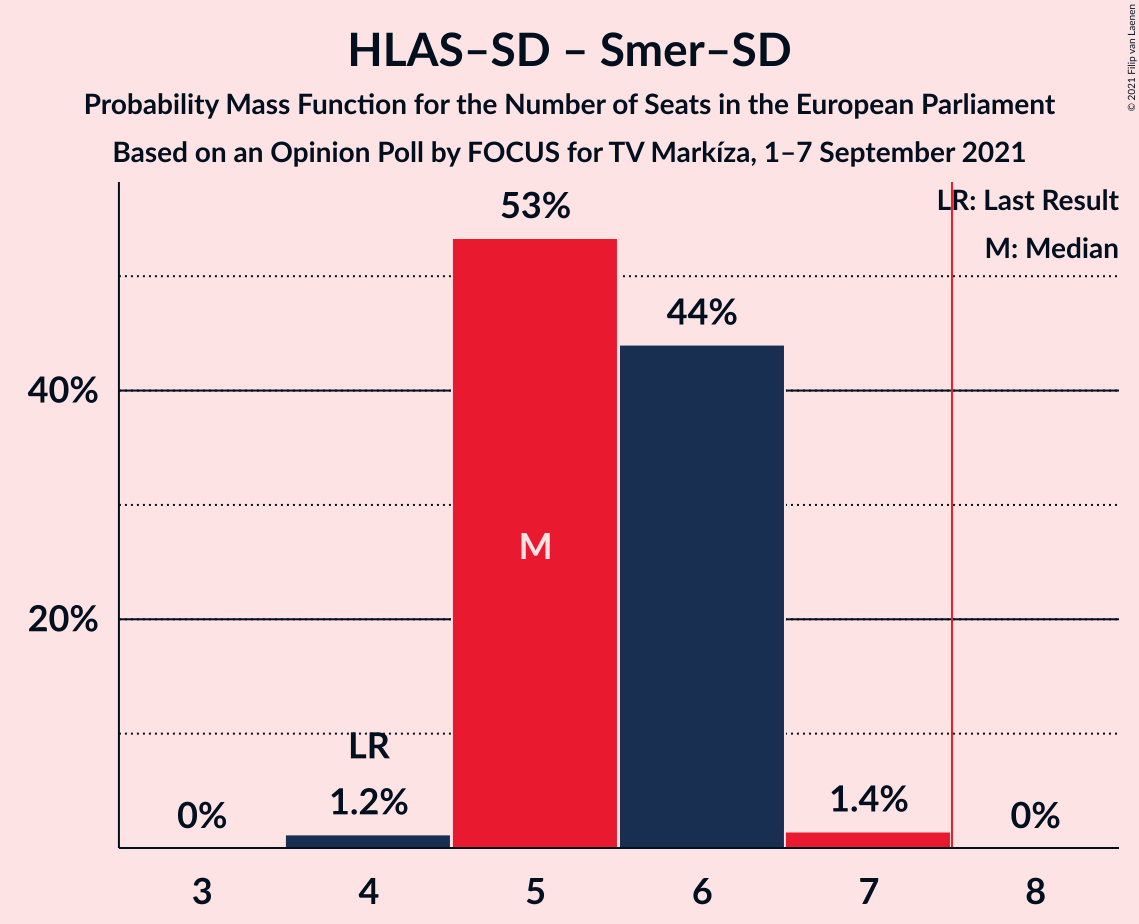 HLAS–SD – Smer–SD
Probability Mass Function for the Number of Seats in the European Parliament
Based on an Opinion Poll by FOCUS for TV Markíza, 1–7 September 2021
© 2021 Filip van Laenen
LR: Last Result
M: Median
53%
44%
40%
M
20%
LR
0%
1.2%
1.4%
0%
3
4
5
6
7
8